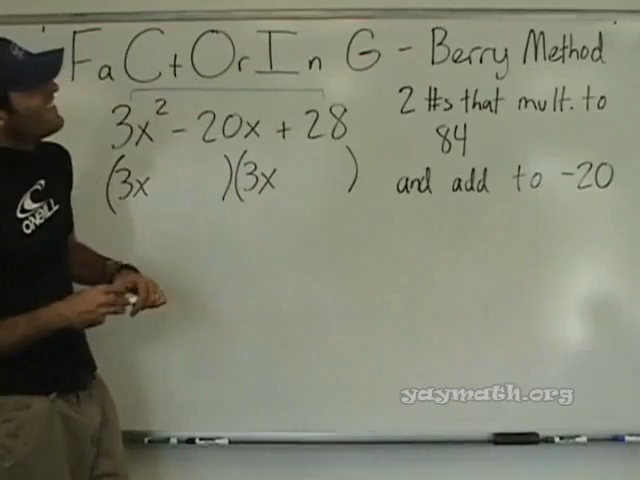 FaCtOrIn G - Berry Method
3x² - 20x + 28
(3x )(3x )
2 #s that mult. to
84
and add to -20
O'NEILL
yaymath.org